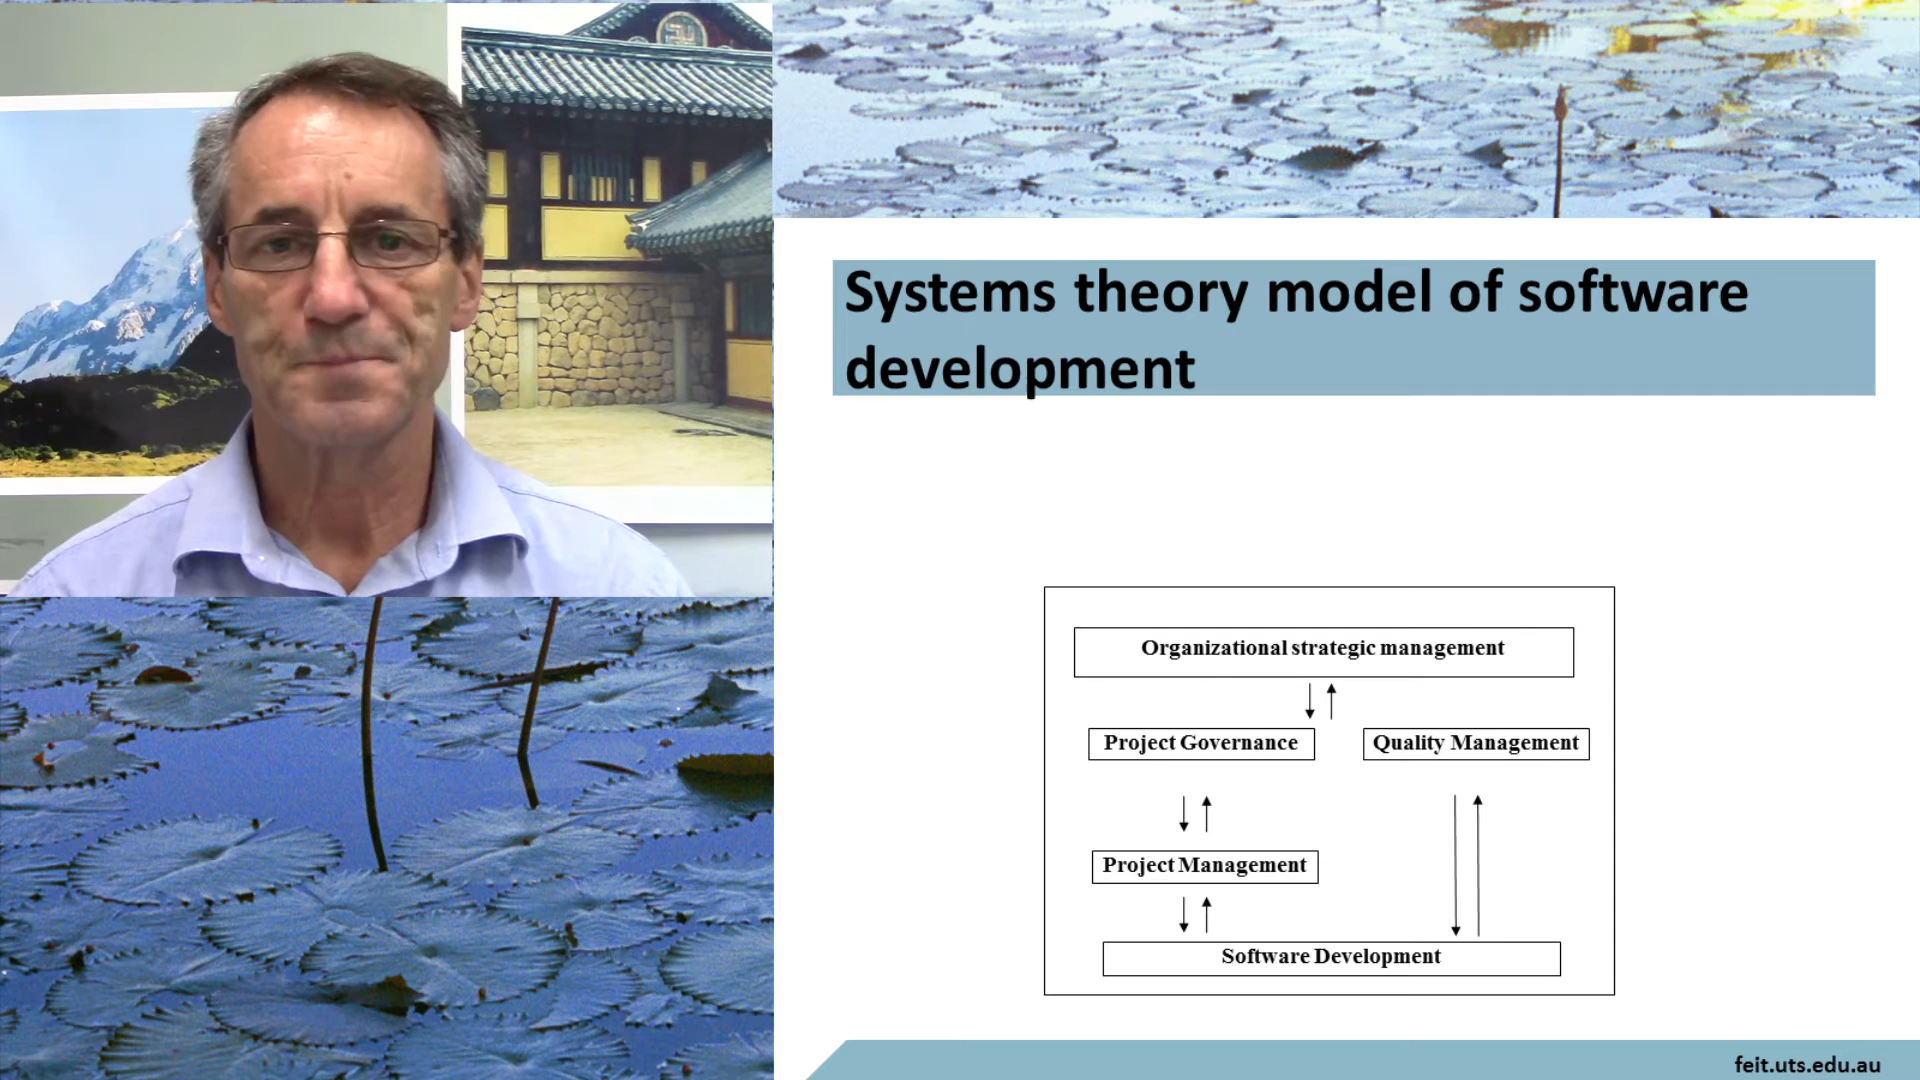 Systems theory model of software
development
Organizational strategic management
Project Governance
Quality Management
Project Management
Software Development
feit.uts.edu.au